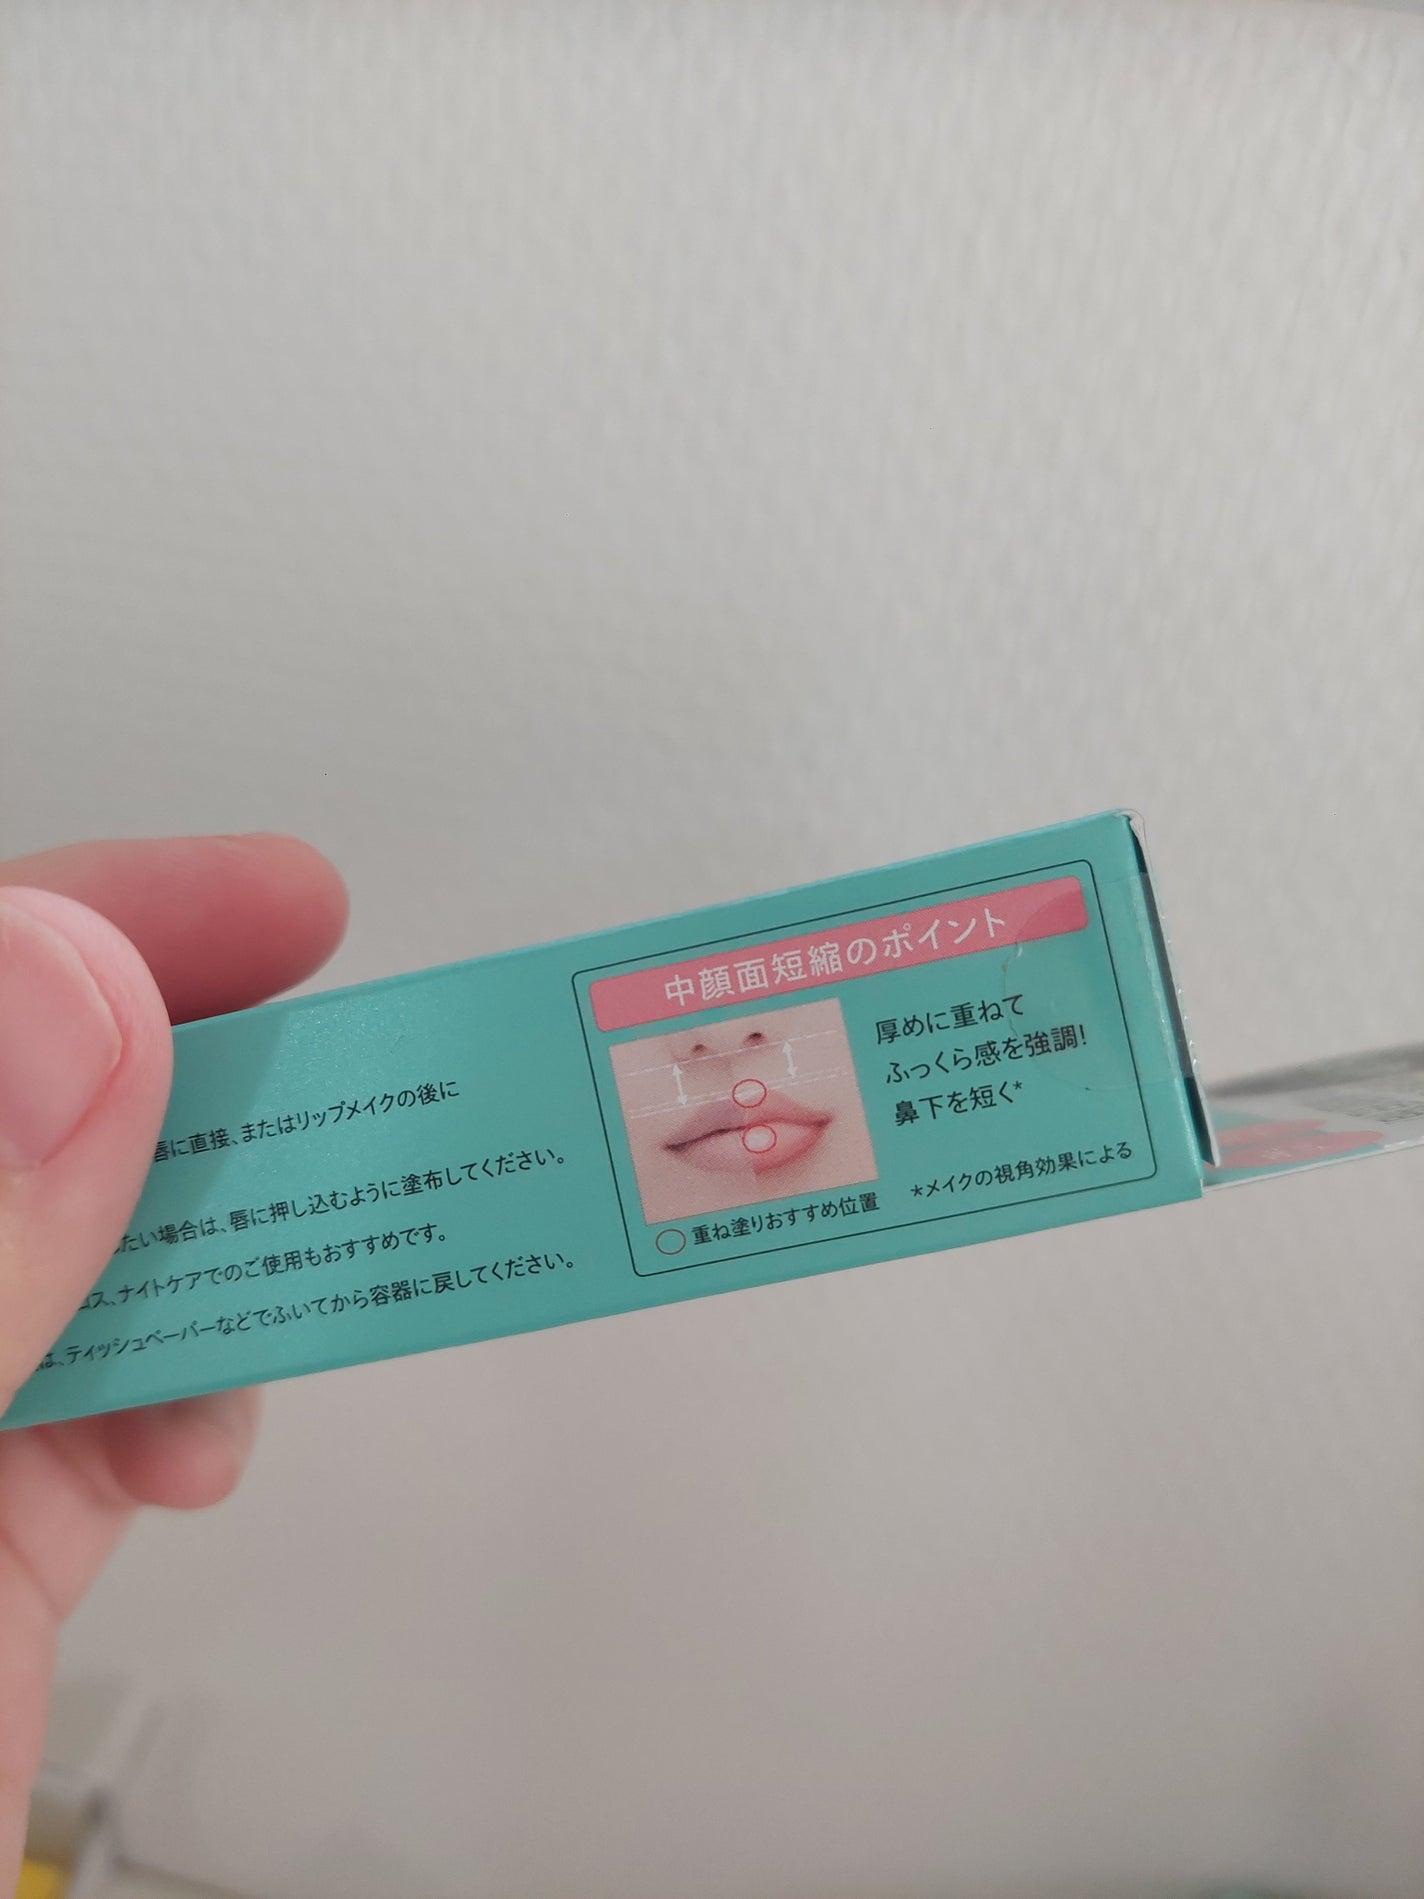 唇に直接、またはリップメイクの後に
たい場合は、唇に押し込むように塗布してください。
ナイトケアでのご使用もおすすめです。
は、ティッシュペーパーなどでふいてから容器に戻してください。
中顔面短縮のポイント
厚めに重ねて
ふっくら感を強調!
鼻下を短く*
○重ね塗りおすすめ位置
*メイクの視角効果による